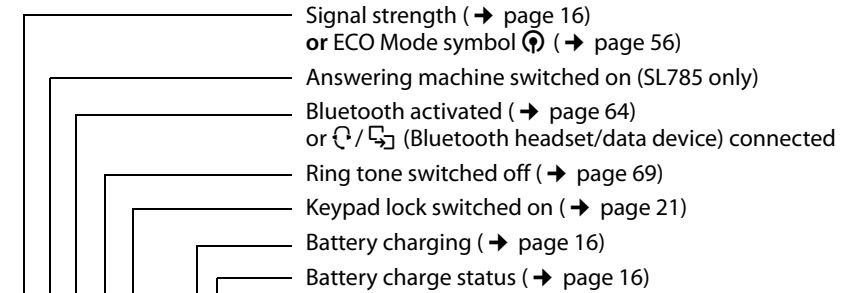 Signal strength ( ➔ page 16)
or ECO Mode symbol ( ➔ page 56)
Answering machine switched on (SL785 only)
Bluetooth activated ( ➔ page 64)
or / (Bluetooth headset/data device) connected
Ring tone switched off ( ➔ page 69)
Keypad lock switched on ( ➔ page 21)
Battery charging ( ➔ page 16)
Battery charge status ( ➔ page 16)